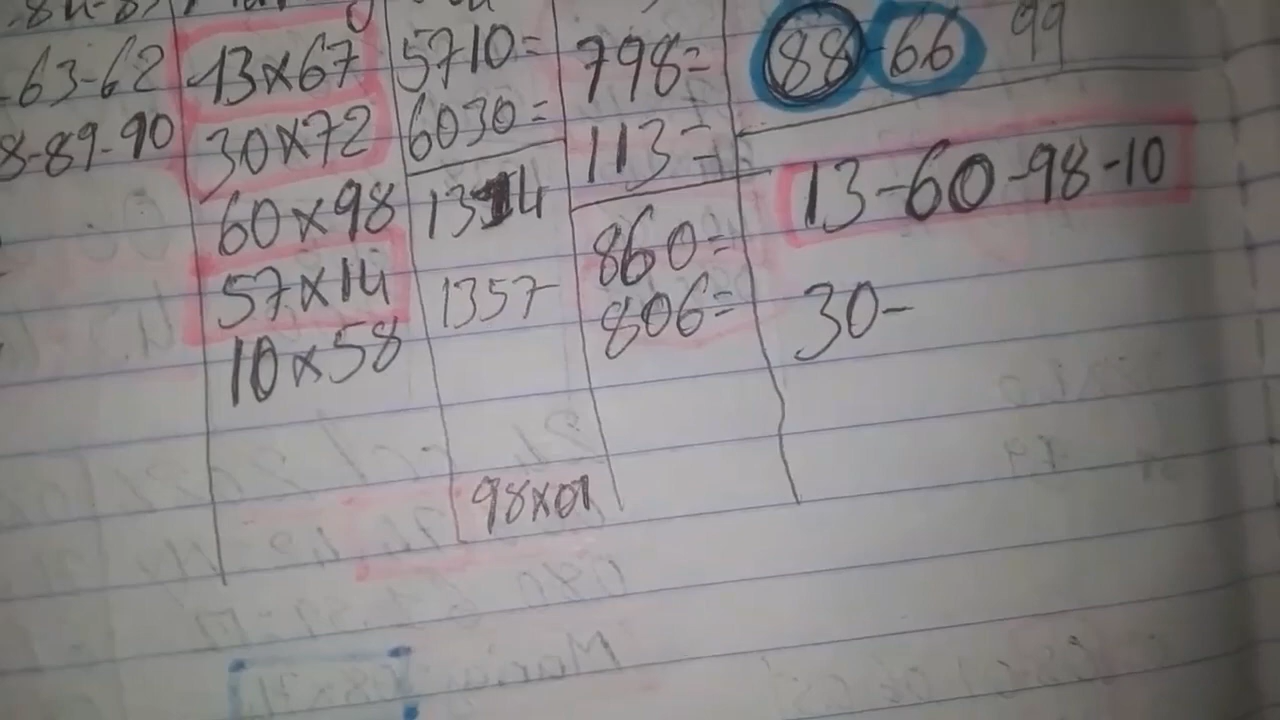 63-62
13x67
5710=
798=
88-66 99
8-89-90
30x72
6030=
113=
60x98
1314
860=
13-60-98-10
57x14
1357-
806=
30-
10x58
98x01